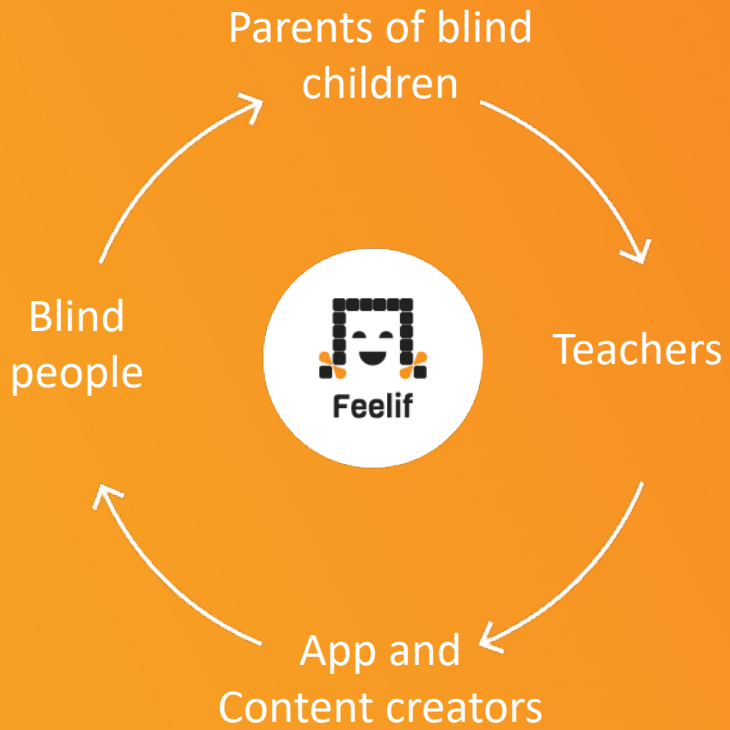 Parents of blind
children
Teachers
App and
Content creators
Blind
people
Feelif